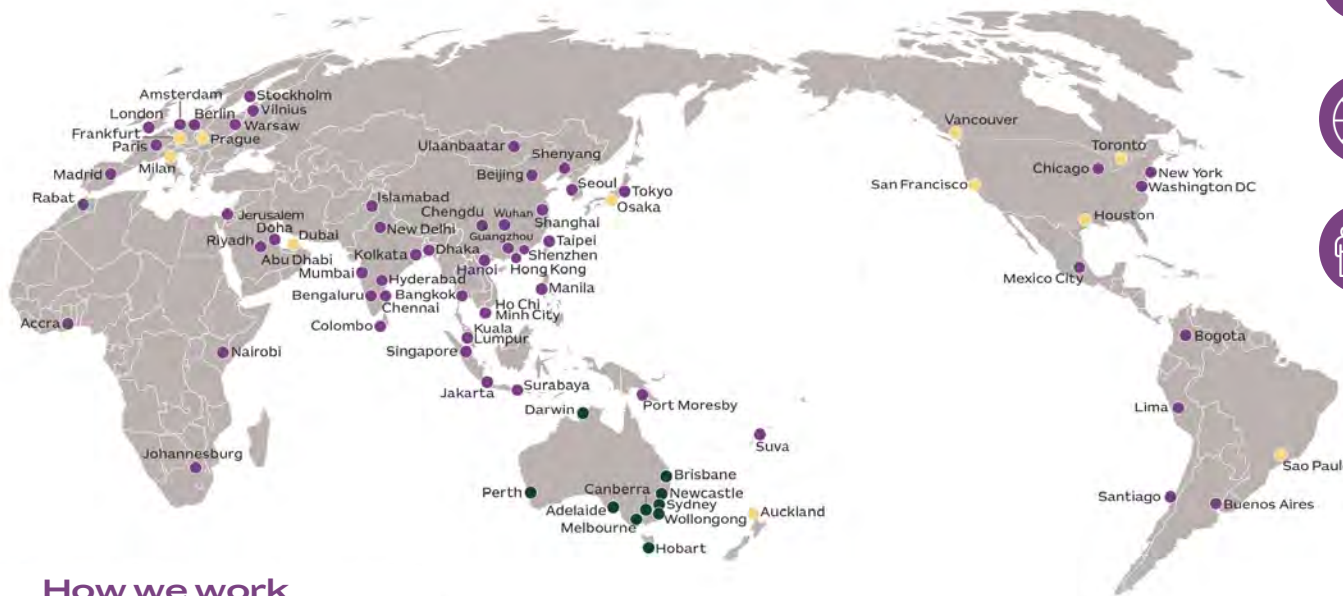 Amsterdam
Stockholm
London
Berlin
Vilnius
Frankfurt
Warsaw
Paris
Prague
Milan
Madrid
Rabat
Ulaanbaatar
Shenyang
Beijing
Seoul
Tokyo
Osaka
Islamabad
Jerusalem
Chengdu
Wuhan
Shanghai
Doha
New Delhi
Riyadh
Dubai
Guangzhou
Taipei
Abu Dhabi
Kolkata
Dhaka
Shenzhen
Hanoi
Hong Kong
Mumbai
Hyderabad
Manila
Bengaluru
Bangkok
Chennai
Ho Chi
Minh City
Colombo
Kuala
Lumpur
Singapore
Accra
Nairobi
Jakarta
Surabaya
Port Moresby
Darwin
Suva
Johannesburg
Brisbane
Perth
Canberra
Newcastle
Adelaide
Sydney
Melbourne
Wollongong
Auckland
Hobart
Vancouver
Toronto
Chicago
New York
San Francisco
Washington DC
Houston
Mexico City
Bogota
Lima
Sao Paul
Santiago
Buenos Aires
How we work